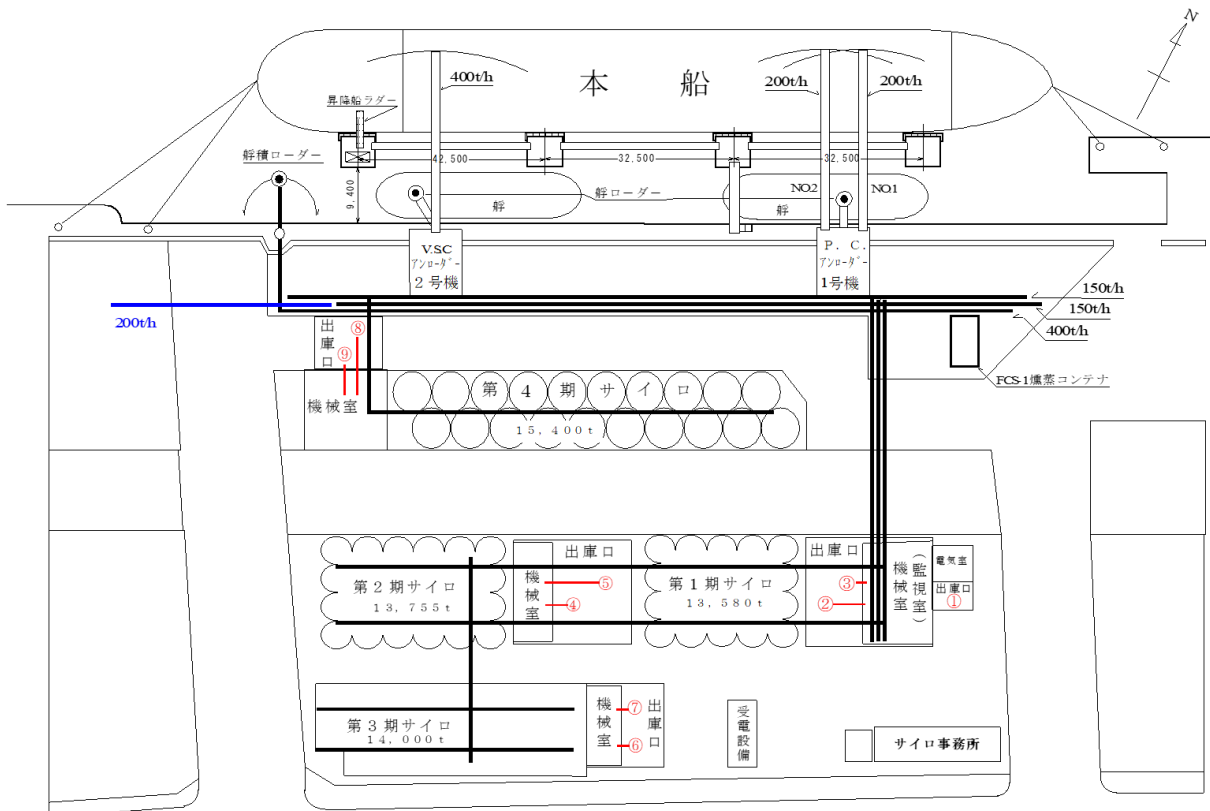 N
400t/h
本船
200t/h
200t/h
昇降船ラダー
42,500
32,500
32,500
艀積ローダー
9,400
艀ローダー
艀
艀
NO.2
NO.1
V.S.C
アンローダー
2号機
P. C.
アンローダー
1号機
150t/h
150t/h
400t/h
200t/h
出庫口
⑧
⑨
機械室
第4期サイロ
15,400t
FCS-1燻蒸コンテナ
第2期サイロ
13,755t
機械室
出庫口
⑤
④
第1期サイロ
13,580t
出庫口
③
②
機械室
(監視室)
電気室
出庫口
①
第3期サイロ
14,000t
機械室
出庫口
⑦
⑥
受電設備
サイロ事務所